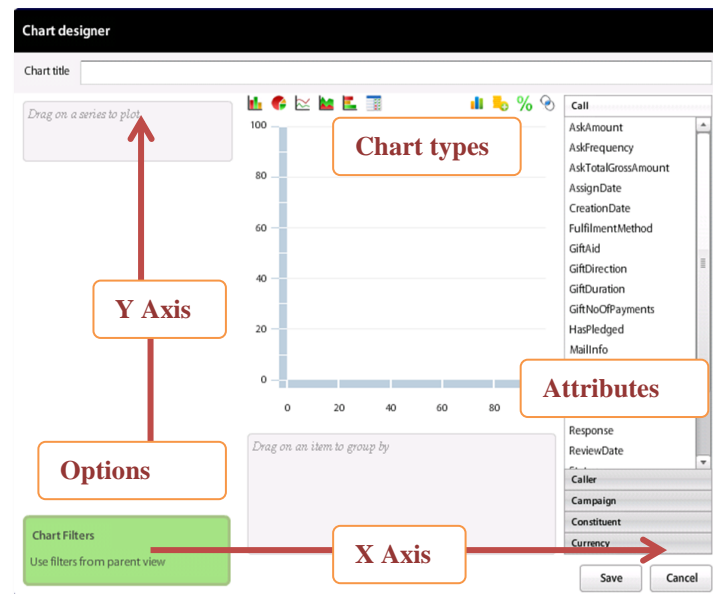 Chart designer
Chart title
Drag on a series to plot
Chart types
100
80
60
40
20
0
0 20 40 60 80
Y Axis
Options
Chart Filters
Use filters from parent view
Drag on an item to group by
X Axis
Call
AskAmount
AskFrequency
AskTotalGrossAmount
AssignDate
CreationDate
FulfilmentMethod
GiftAid
GiftDirection
GiftDuration
GiftNoOfPayments
HasPledged
MailInfo
Attributes
Response
ReviewDate
Caller
Campaign
Constituent
Currency
Save Cancel